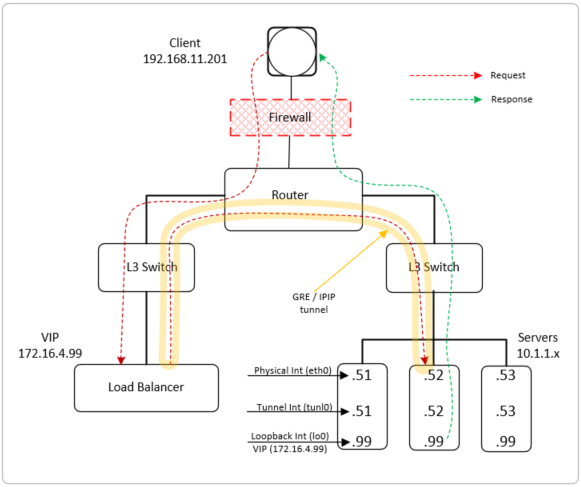 Client
192.168.11.201
Request
Response
Firewall
Router
L3 Switch
L3 Switch
GRE / IPIP
tunnel
VIP
172.16.4.99
Servers
10.1.1.x
Load Balancer
Physical Int (eth0)
.51
.52
.53
Tunnel Int (tunl0)
.51
.52
.53
Loopback Int (lo0)
VIP (172.16.4.99)
.99
.99
.99